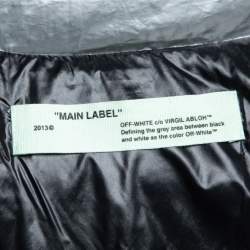 "MAIN LABEL"
2013©
OFF-WHITE c/o VIRGIL ABLOH™
Defining the grey area between black
and white as the color Off-White™